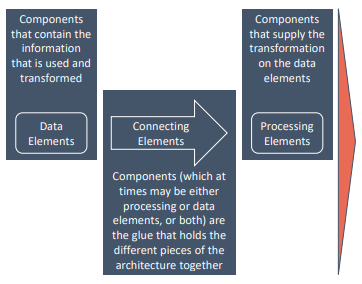 Components
that contain the
information
that is used and
transformed
Data
Elements
Connecting
Elements
Components (which at
times may be either
processing or data
elements, or both) are
the glue that holds the
different pieces of the
architecture together
Components
that supply the
transformation
on the data
elements
Processing
Elements